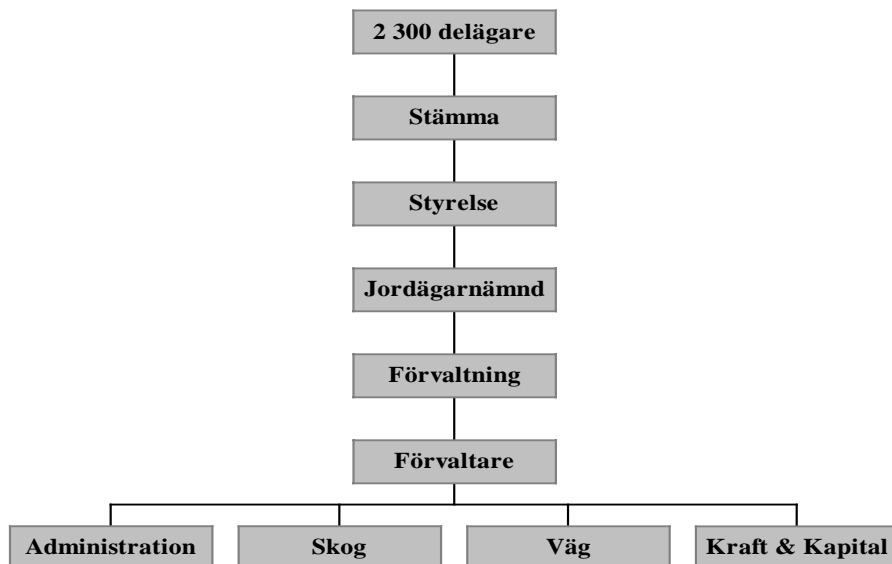 2 300 delägare
Stämma
Styrelse
Jordägarnämnd
Förvaltning
Förvaltare
Administration
Skog
Väg
Kraft & Kapital